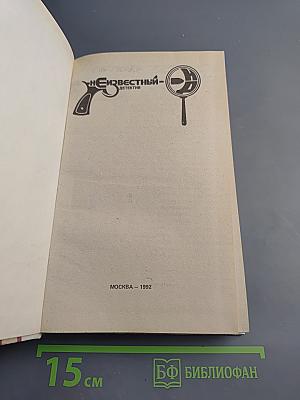 НЕИЗВЕСТНЫЙ
ДЕТЕКТИВ
МОСКВА — 1992
15 см
БФ БИБЛИОФАН